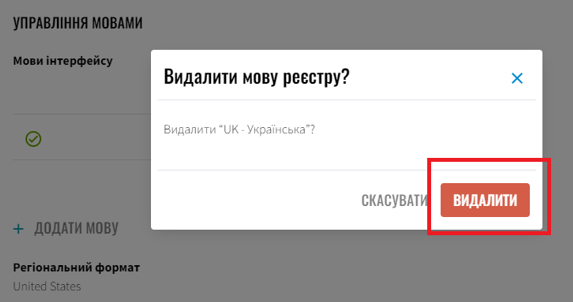 УПРАВЛІННЯ МОВАМИ
Мови інтерфейсу
Видалити мову реєстру?
Видалити “UK - Українська”?
СКАСУВАТИ
ВИДАЛИТИ
ДОДАТИ МОВУ
Регіональний формат
United States